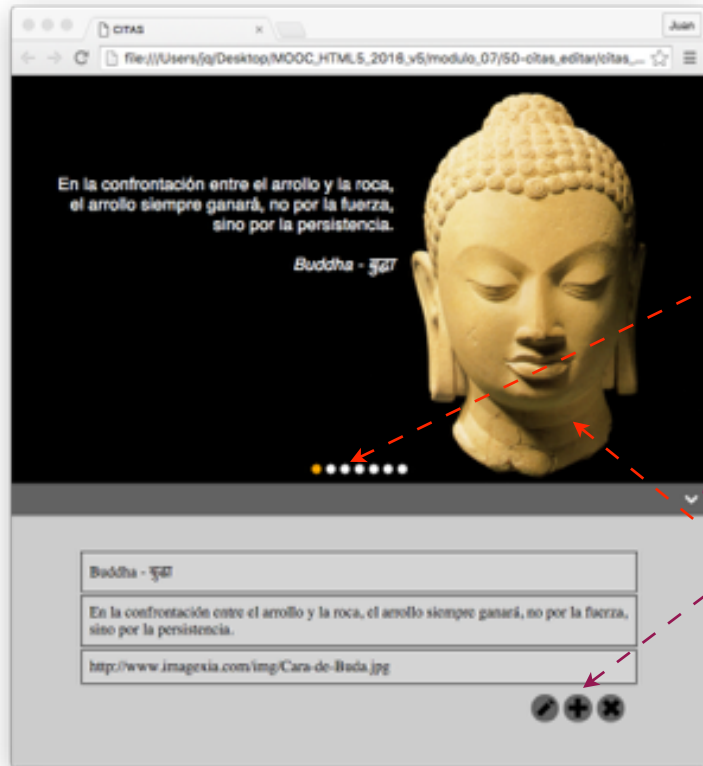 CITAS
Juan
file:///Users/jq/Desktop/MOOC_HTML5_2016_v5/modulo_07/50-citas_editar/citas_...
En la confrontación entre el arrollo y la roca,
el arrollo siempre ganará, no por la fuerza,
sino por la persistencia.
Buddha - बुद्धा
Buddha - बुद्धा
En la confrontación entre el arrollo y la roca, el arrollo siempre ganará, no por la fuerza,
sino por la persistencia.
http://www.imagexia.com/img/Cara-de-Buda.jpg